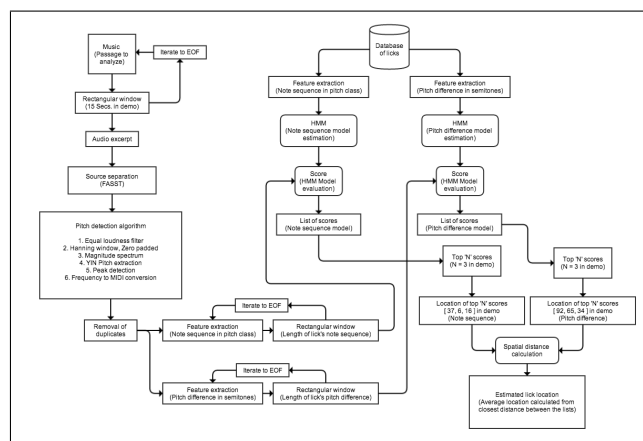 Music
(Passage to
analyze)
Iterate to EOF
Rectangular window
(15 Secs. in demo)
Audio excerpt
Source separation
(FASST)
Pitch detection algorithm
1. Equal loudness filter
2. Hanning window, Zero padded
3. Magnitude spectrum
4. YIN Pitch extraction
5. Peak detection
6. Frequency to MIDI conversion
Removal of
duplicates
Iterate to EOF
Feature extraction
(Note sequence in pitch class)
Rectangular window
(Length of lick's note sequence)
Iterate to EOF
Feature extraction
(Pitch difference in semitones)
Rectangular window
(Length of lick's pitch difference)
Database
of licks
Feature extraction
(Note sequence in pitch class)
HMM
(Note sequence model
estimation)
Score
(HMM Model
evaluation)
List of scores
(Note sequence model)
Feature extraction
(Pitch difference in semitones)
HMM
(Pitch difference model
estimation)
Score
(HMM Model
evaluation)
List of scores
(Pitch difference model)
Top 'N' scores
(N = 3 in demo)
Top 'N' scores
(N = 3 in demo)
Location of top 'N' scores
[ 37, 6, 16 ] in demo
(Note sequence)
Location of top 'N' scores
[ 92, 65, 34 ] in demo
(Pitch difference)
Spatial distance
calculation
Estimated lick location
(Average location calculated from
closest distance between the lists)